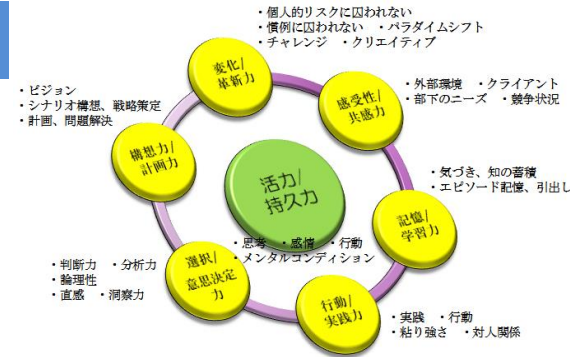 ・個人的リスクに囚われない
・慣例に囚われない ・パラダイムシフト
・チャレンジ ・クリエイティブ
変化/
革新力
・外部環境 ・クライアント
・部下のニーズ ・競争状況
感受性/
共感力
・ビジョン
・シナリオ構想、戦略策定
・計画、問題解決
構想力/
計画力
活力/
持久力
・気づき、知の蓄積
・エピソード記憶、引出し
記憶/
学習力
・思考 ・感情 ・行動
・メンタルコンディション
・判断力 ・分析力
・論理性
・直感 ・洞察力
選択/
意思決定
力
行動/
実践力
・実践 ・行動
・粘り強さ ・対人関係